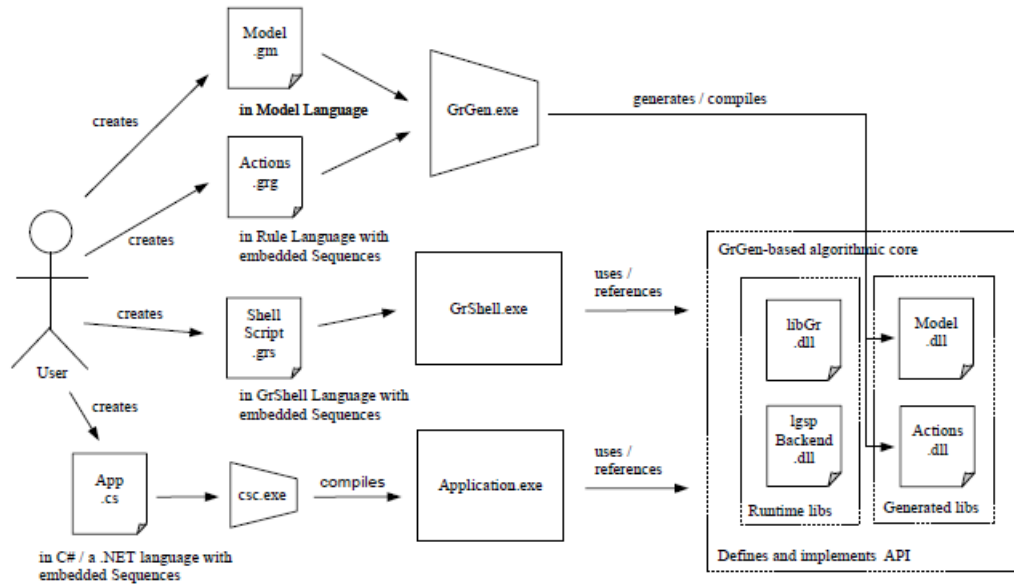 Model
.gm
in Model Language
creates
GrGen.exe
generates / compiles
Actions
.grg
creates
in Rule Language with
embedded Sequences
GrGen-based algorithmic core
uses /
references
GrShell.exe
creates
Shell
Script
.grs
libGr
.dll
Model
.dll
User
in GrShell Language with
embedded Sequences
creates
lgsp
Backend
.dll
Actions
.dll
uses /
references
App
.cs
csc.exe
compiles
Application.exe
Runtime libs
Generated libs
in C# / a .NET language with
embedded Sequences
Defines and implements API